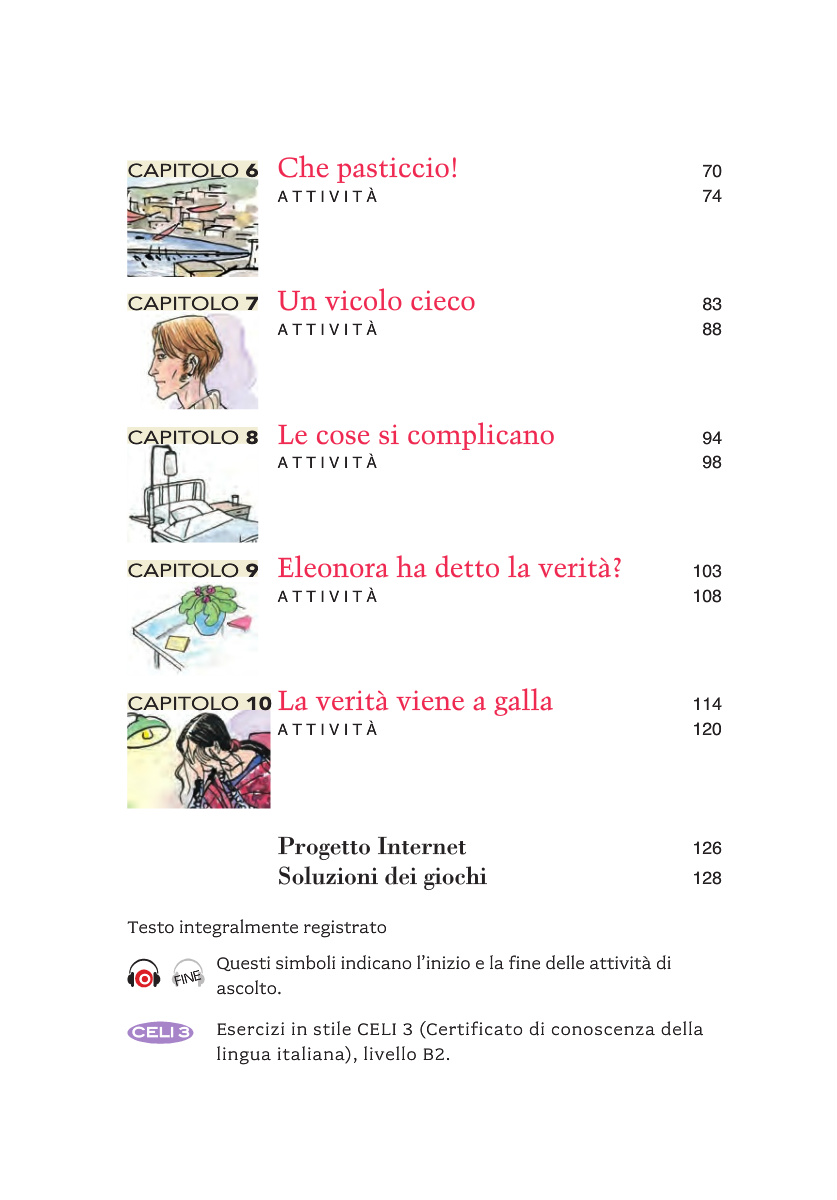 CAPITOLO 6 Che pasticcio! 70
ATTIVITÀ 74
CAPITOLO 7 Un vicolo cieco 83
ATTIVITÀ 88
CAPITOLO 8 Le cose si complicano 94
ATTIVITÀ 98
CAPITOLO 9 Eleonora ha detto la verità? 103
ATTIVITÀ 108
CAPITOLO 10 La verità viene a galla 114
ATTIVITÀ 120
Progetto Internet 126
Soluzioni dei giochi 128
Testo integralmente registrato
FINE Questi simboli indicano l'inizio e la fine delle attività di
ascolto.
CELI 3 Esercizi in stile CELI 3 (Certificato di conoscenza della
lingua italiana), livello B2.